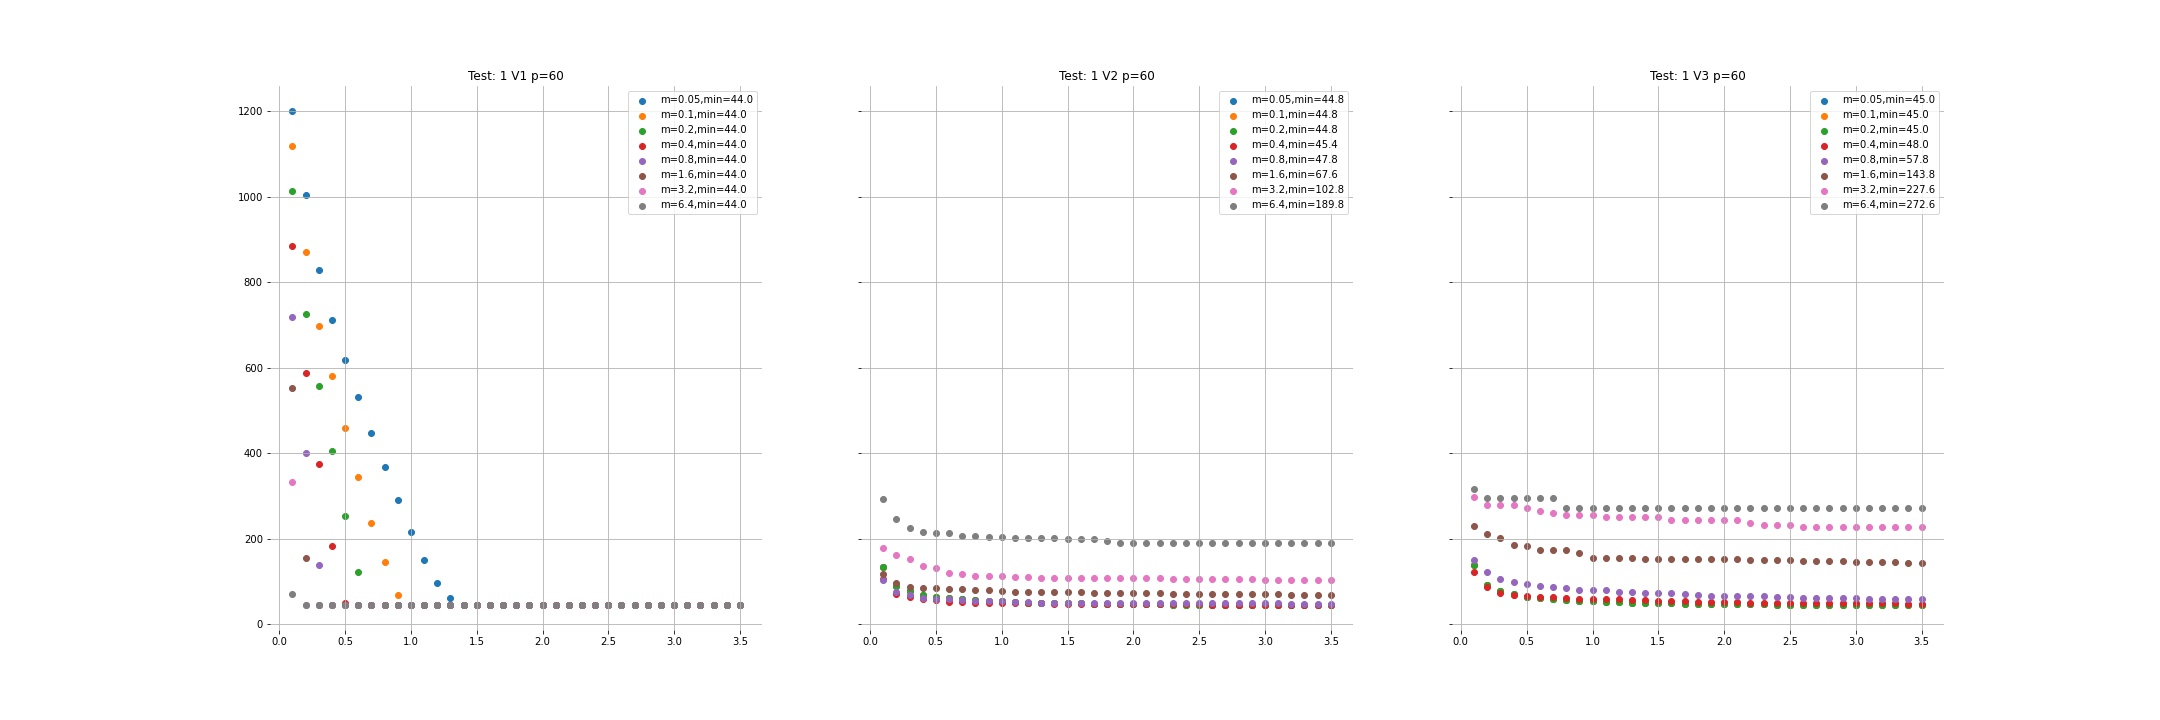 Test: 1 V1 p=60
m=0.05,min=44.0
m=0.1,min=44.0
m=0.2,min=44.0
m=0.4,min=44.0
m=0.8,min=44.0
m=1.6,min=44.0
m=3.2,min=44.0
m=6.4,min=44.0
1200
1000
800
600
400
200
0
0.0 0.5 1.0 1.5 2.0 2.5 3.0 3.5
Test: 1 V2 p=60
m=0.05,min=44.8
m=0.1,min=44.8
m=0.2,min=44.8
m=0.4,min=45.4
m=0.8,min=47.8
m=1.6,min=67.6
m=3.2,min=102.8
m=6.4,min=189.8
0.0 0.5 1.0 1.5 2.0 2.5 3.0 3.5
Test: 1 V3 p=60
m=0.05,min=45.0
m=0.1,min=45.0
m=0.2,min=45.0
m=0.4,min=48.0
m=0.8,min=57.8
m=1.6,min=143.8
m=3.2,min=227.6
m=6.4,min=272.6
0.0 0.5 1.0 1.5 2.0 2.5 3.0 3.5